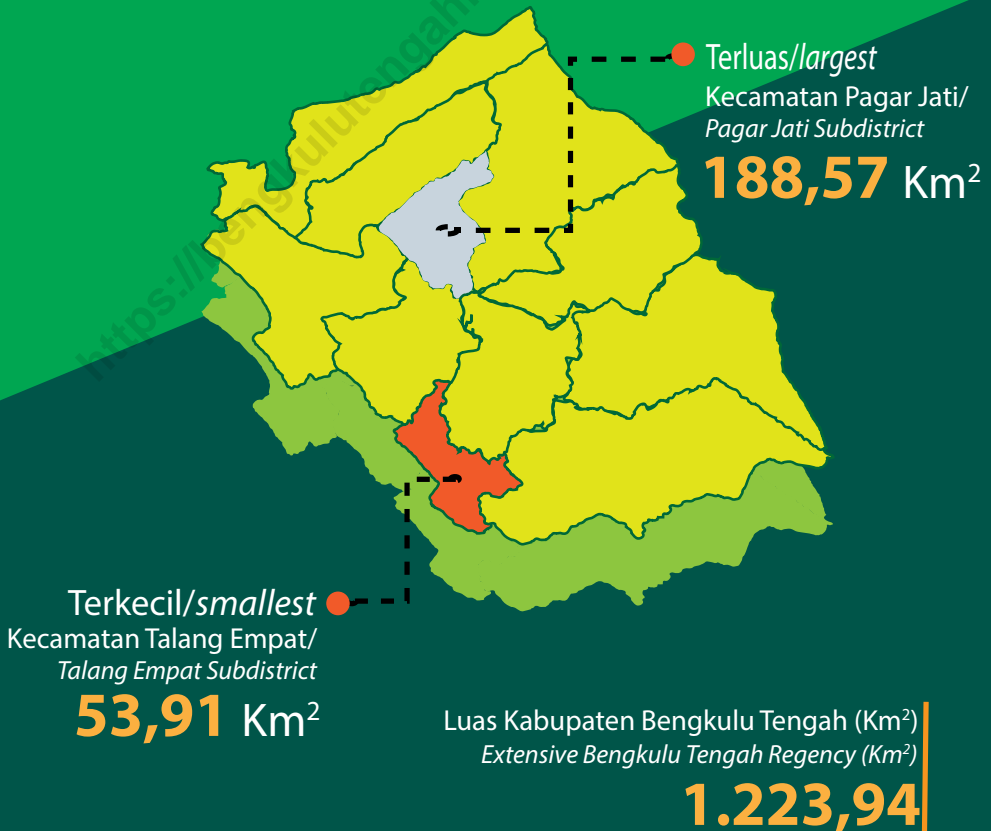 Terluas/largest
Kecamatan Pagar Jati/
Pagar Jati Subdistrict
188,57 Km²
Terkecil/smallest
Kecamatan Talang Empat/
Talang Empat Subdistrict
53,91 Km²
Luas Kabupaten Bengkulu Tengah (Km²)
Extensive Bengkulu Tengah Regency (Km²)
1.223,94